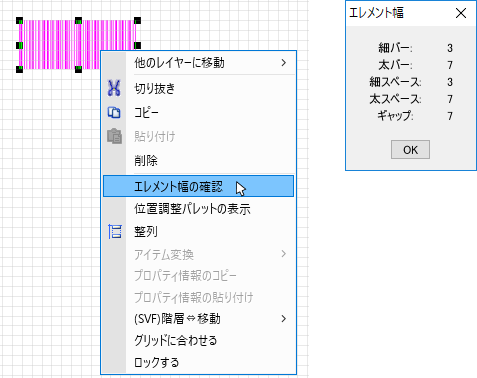 他のレイヤーに移動
切り抜き
コピー
貼り付け
削除
エレメント幅の確認
位置調整パレットの表示
整列
アイテム変換
プロパティ情報のコピー
プロパティ情報の貼り付け
(SVF)階層⇔移動
グリッドに合わせる
ロックする
エレメント幅
細バー: 3
太バー: 7
細スペース: 3
太スペース: 7
ギャップ: 7
OK